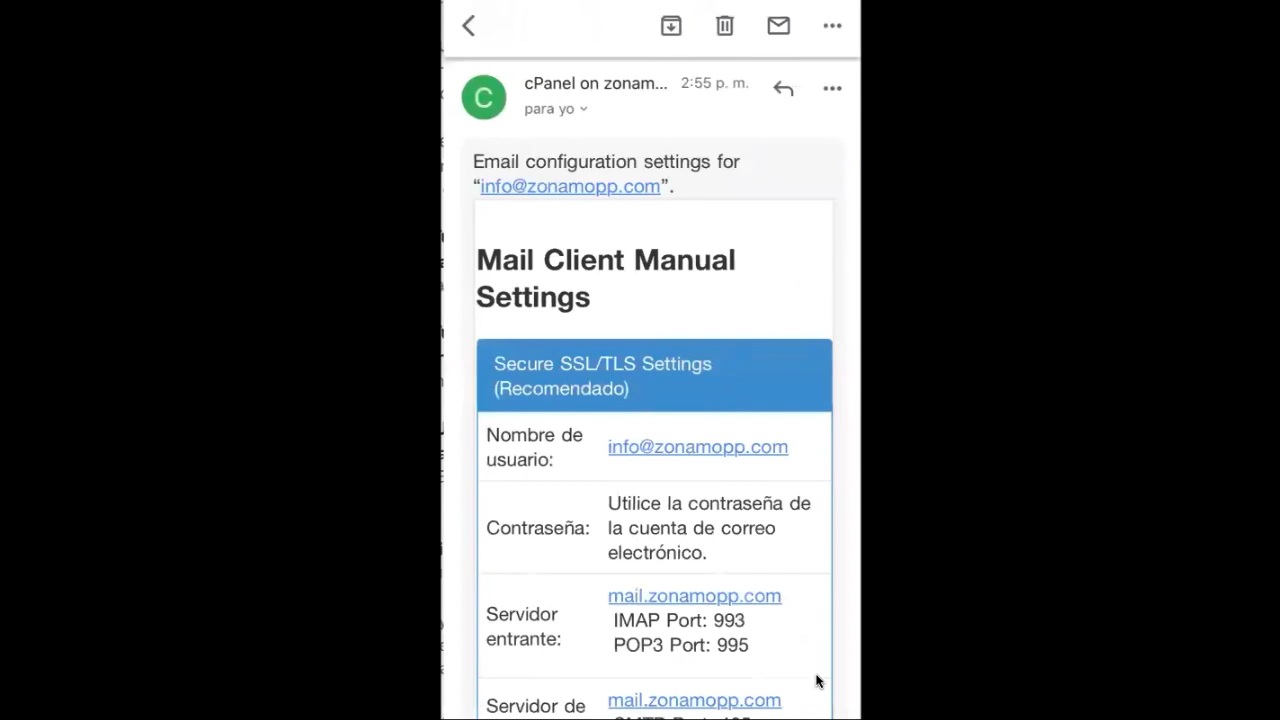 cPanel on zonam... 2:55 p. m.
C
para yo
Email configuration settings for
“info@zonamopp.com”.
Mail Client Manual
Settings
Secure SSL/TLS Settings
(Recomendado)
Nombre de
usuario:
info@zonamopp.com
Contraseña:
Utilice la contraseña de
la cuenta de correo
electrónico.
Servidor
entrante:
mail.zonamopp.com
IMAP Port: 993
POP3 Port: 995
Servidor de
mail.zonamopp.com